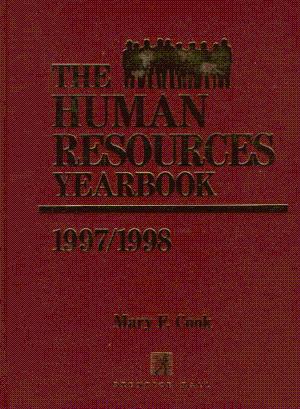 THE
HUMAN
RESOURCES
YEARBOOK
1997/1998
Mary F. Cook
PRENTICE HALL